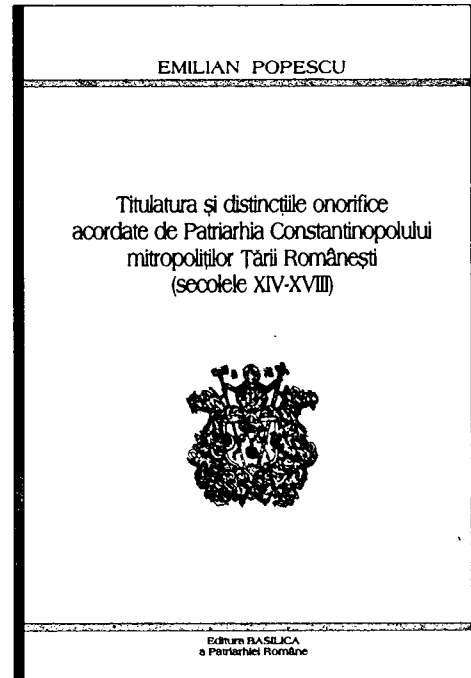 EMILIAN POPESCU
Titulatura și distincțiile onorifice
acordate de Patriarhia Constantinopolului
mitropoliților Țării Românești
(secolele XIV-XVIII)
Editura BASILICA
a Patriarhiei Române